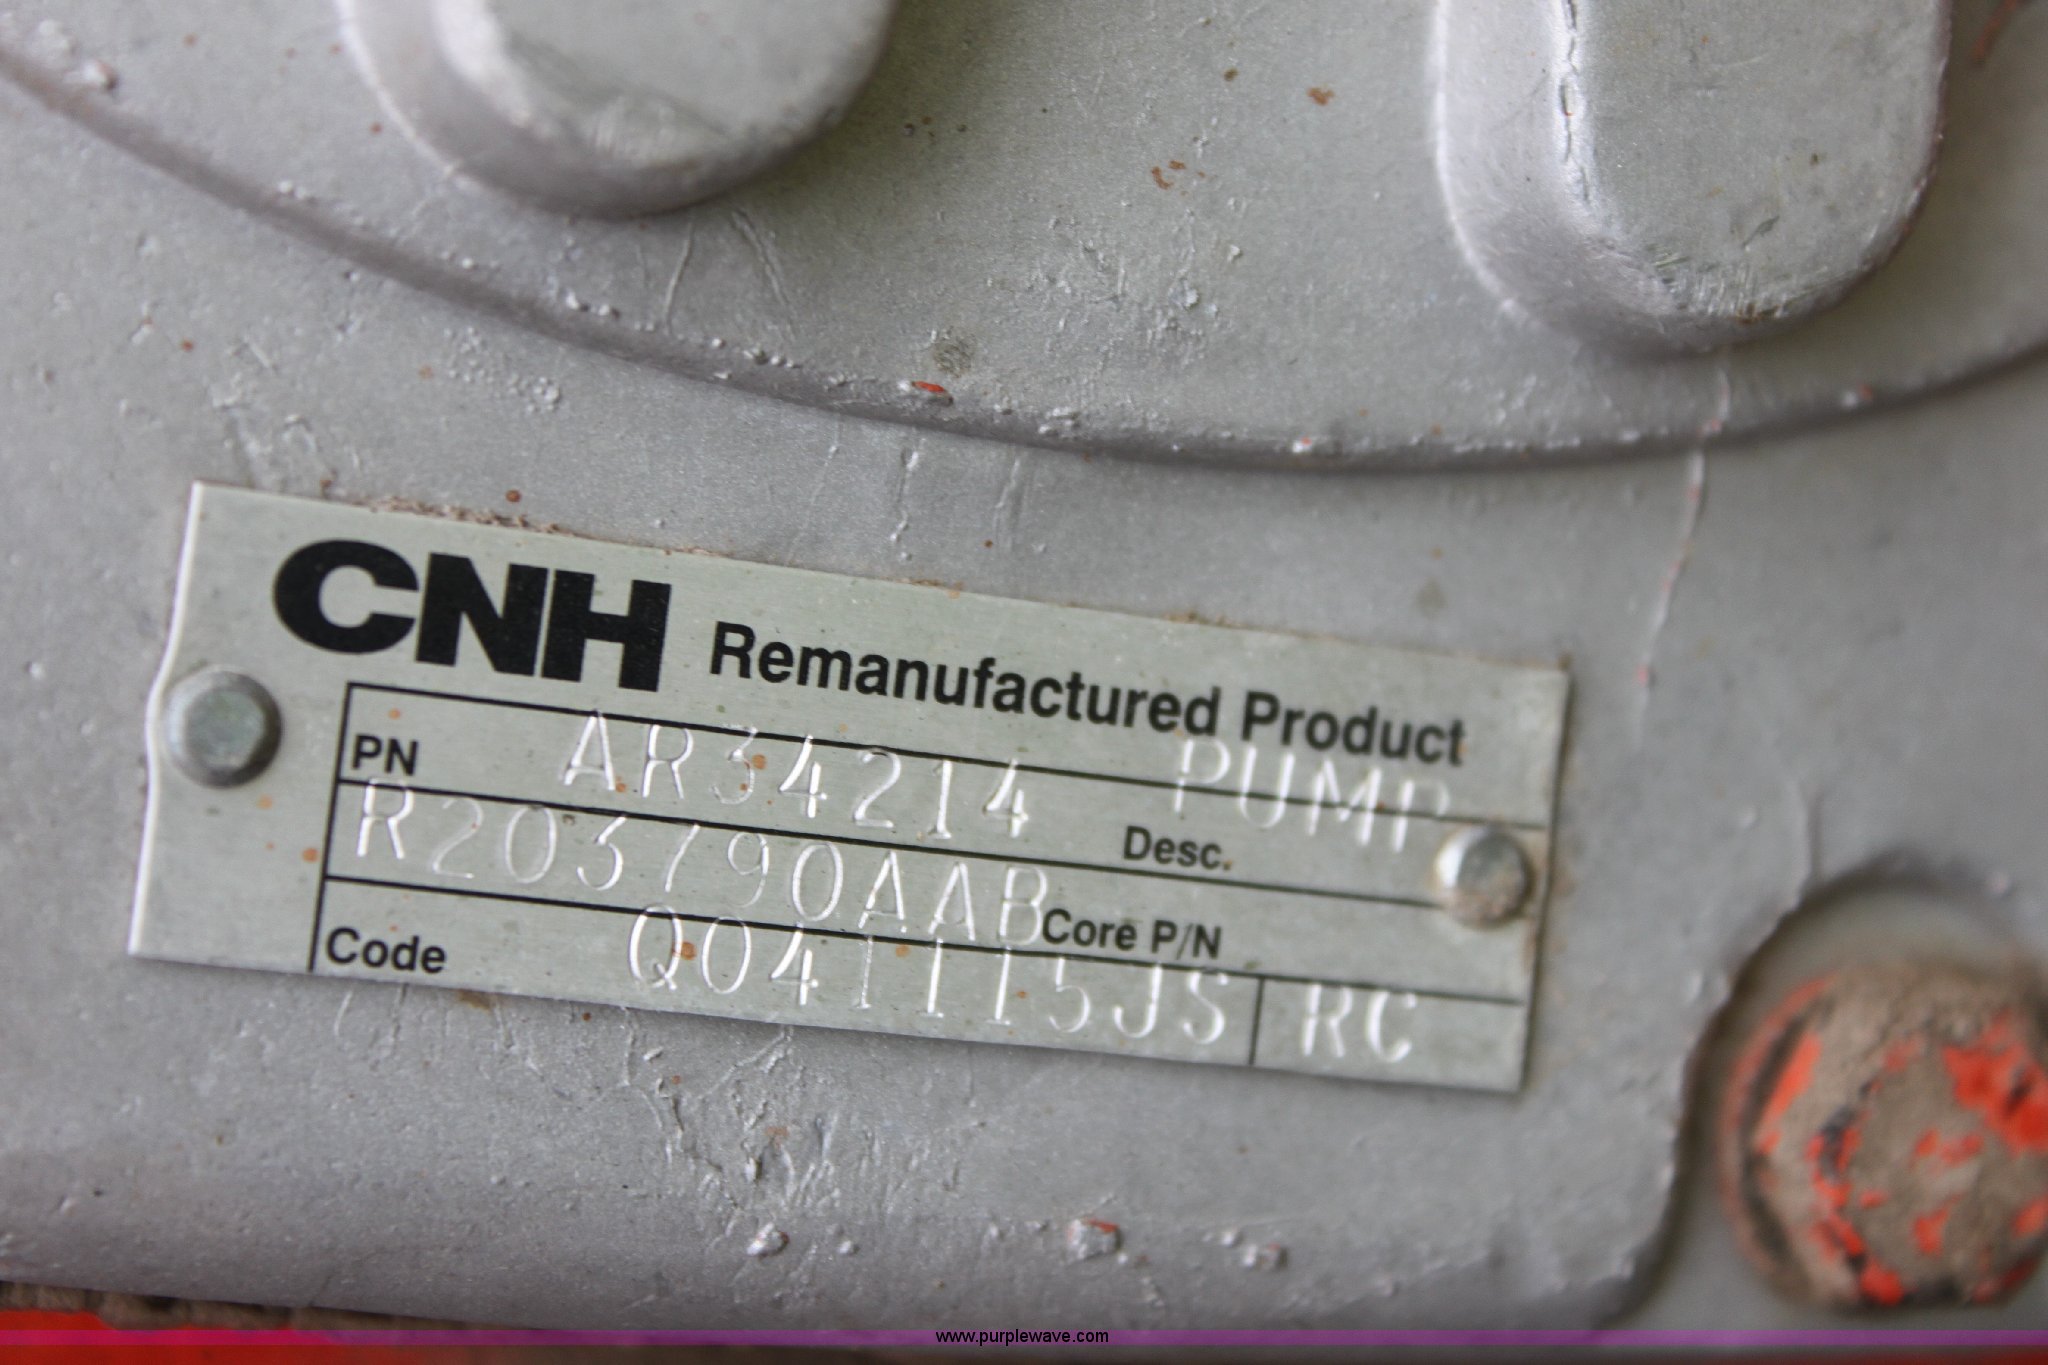 CNH Remanufactured Product
PN AR34214 Desc. PUMP
R203790AAB Core P/N
Code Q041115JS RC
www.purplewave.com